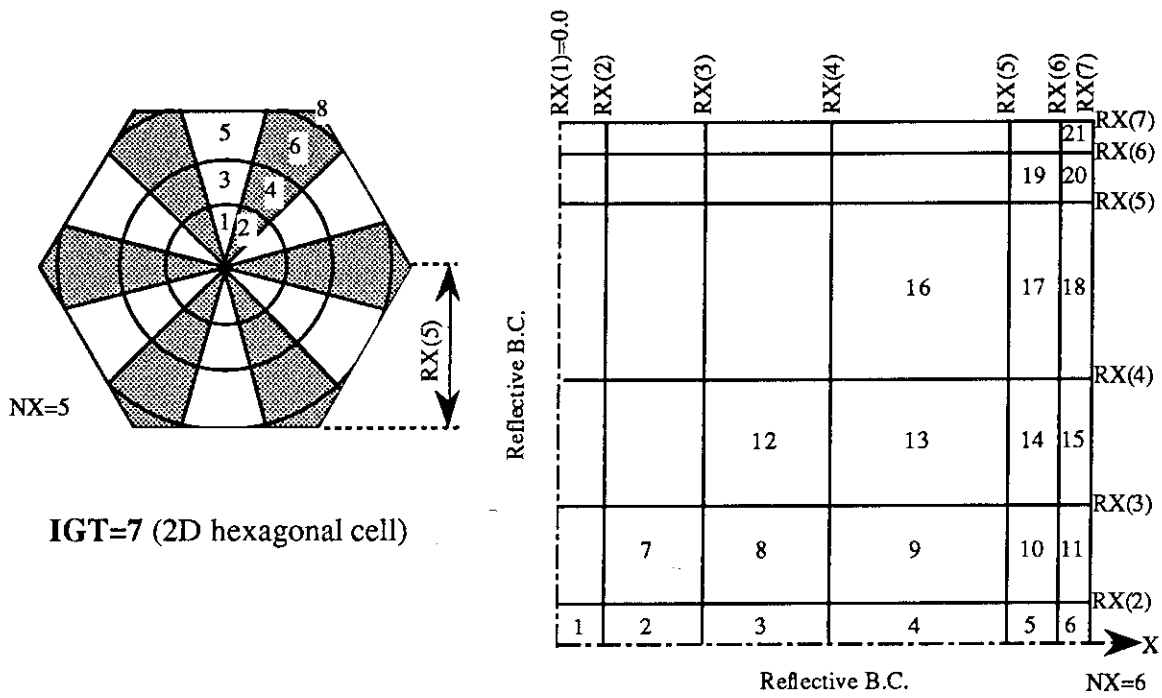 8
5
6
3
4
1
2
RX(5)
NX=5
IGT=7 (2D hexagonal cell)
RX(1)=0.0
RX(2)
RX(3)
RX(4)
RX(5)
RX(6)
RX(7)
21
RX(7)
RX(6)
19 20
RX(5)
16 17 18
Reflective B.C.
RX(4)
12 13 14 15
RX(3)
7 8 9 10 11
RX(2)
1 2 3 4 5 6
X
Reflective B.C.
NX=6